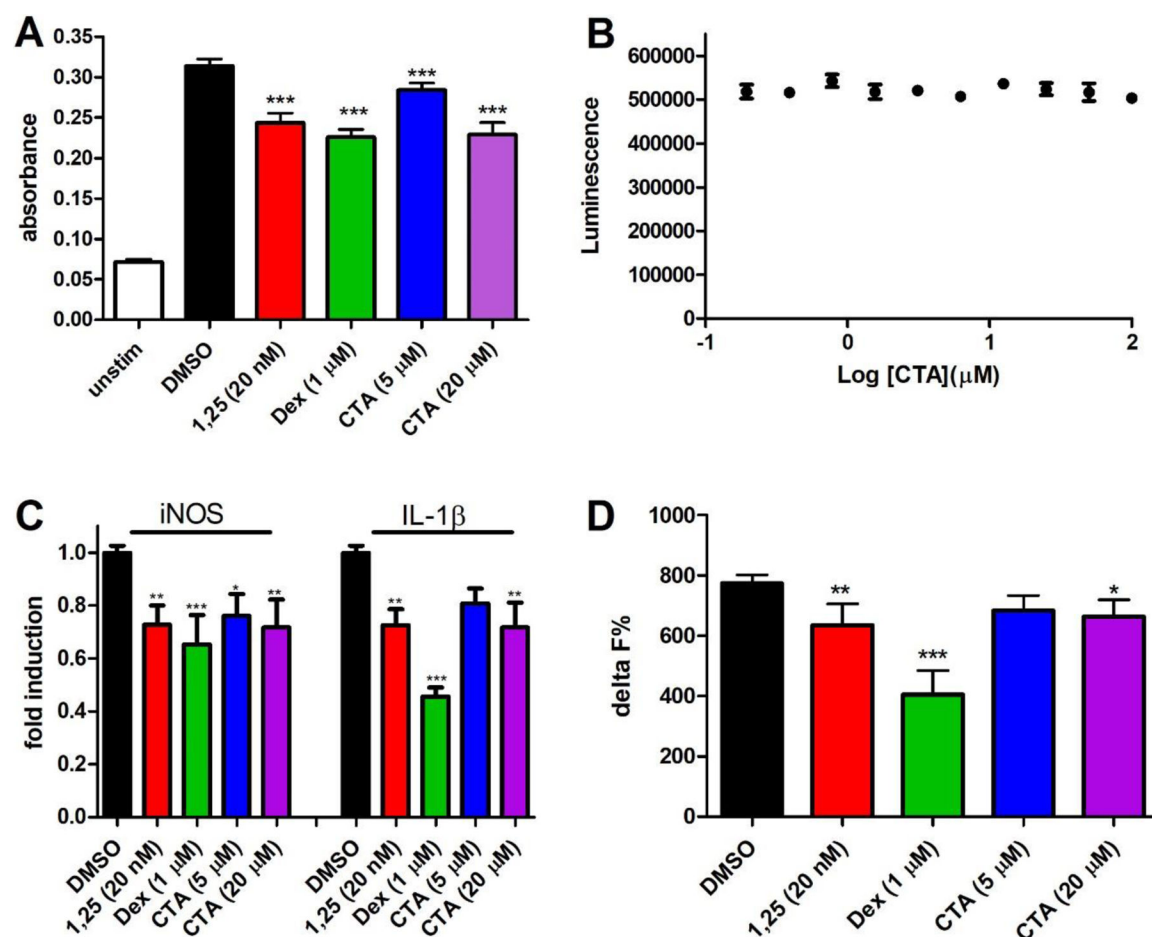 A
absorbance
0.35
0.30
0.25
0.20
0.15
0.10
0.05
0.00
***
***
***
***
unstim
DMSO
1,25 (20 nM)
Dex (1 μM)
CTA (5 μM)
CTA (20 μM)
B
Luminescence
600000
500000
400000
300000
200000
100000
0
-1
0
1
2
Log [CTA](μM)
C
iNOS
IL-1β
fold induction
1.0
0.8
0.6
0.4
0.2
0.0
**
***
*
**
**
***
**
DMSO
1,25 (20 nM)
Dex (1 μM)
CTA (5 μM)
CTA (20 μM)
DMSO
1,25 (20 nM)
Dex (1 μM)
CTA (5 μM)
CTA (20 μM)
D
delta F%
1000
800
600
400
200
0
**
***
*
DMSO
1,25 (20 nM)
Dex (1 μM)
CTA (5 μM)
CTA (20 μM)